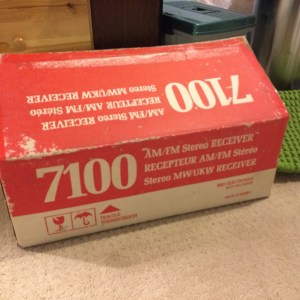 AM/FM Stereo RECEIVER
RECEPTEUR AM/FM Stéréo
Stereo MW/UKW RECEIVER
7100
7100
AM/FM Stereo RECEIVER
RECEPTEUR AM/FM Stéréo
Stereo MW/UKW RECEIVER